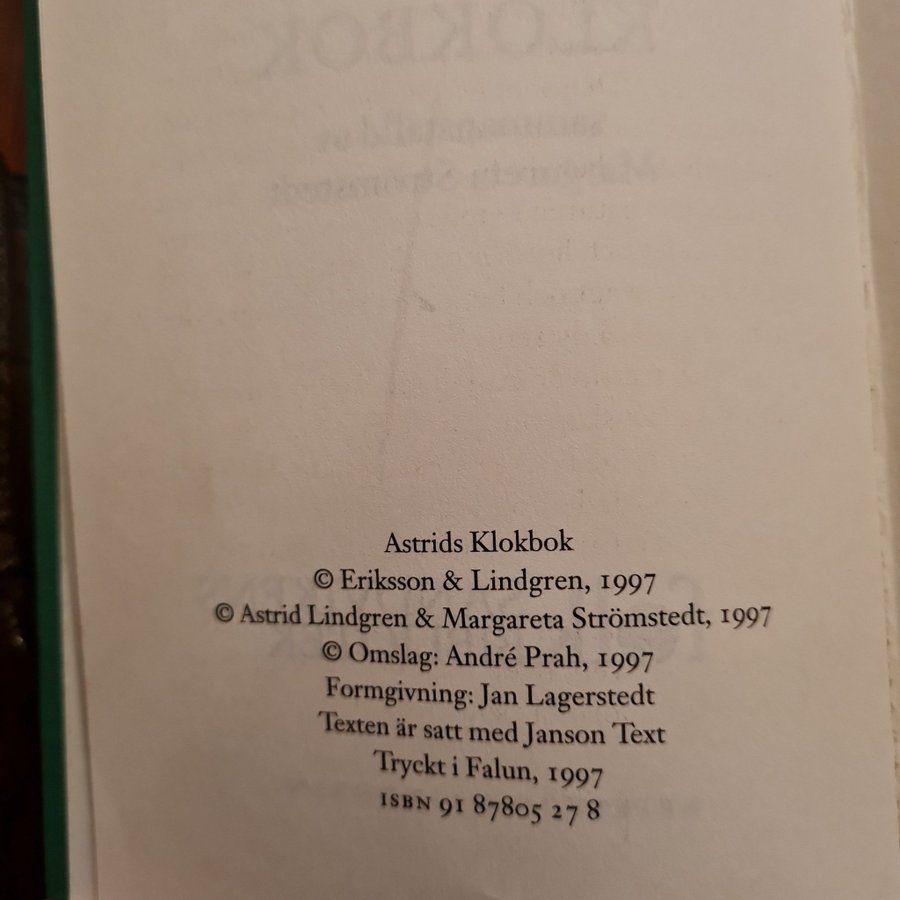 Astrids Klokbok
© Eriksson & Lindgren, 1997
© Astrid Lindgren & Margareta Strömstedt, 1997
© Omslag: André Prah, 1997
Formgivning: Jan Lagerstedt
Texten är satt med Janson Text
Tryckt i Falun, 1997
ISBN 91 87805 27 8